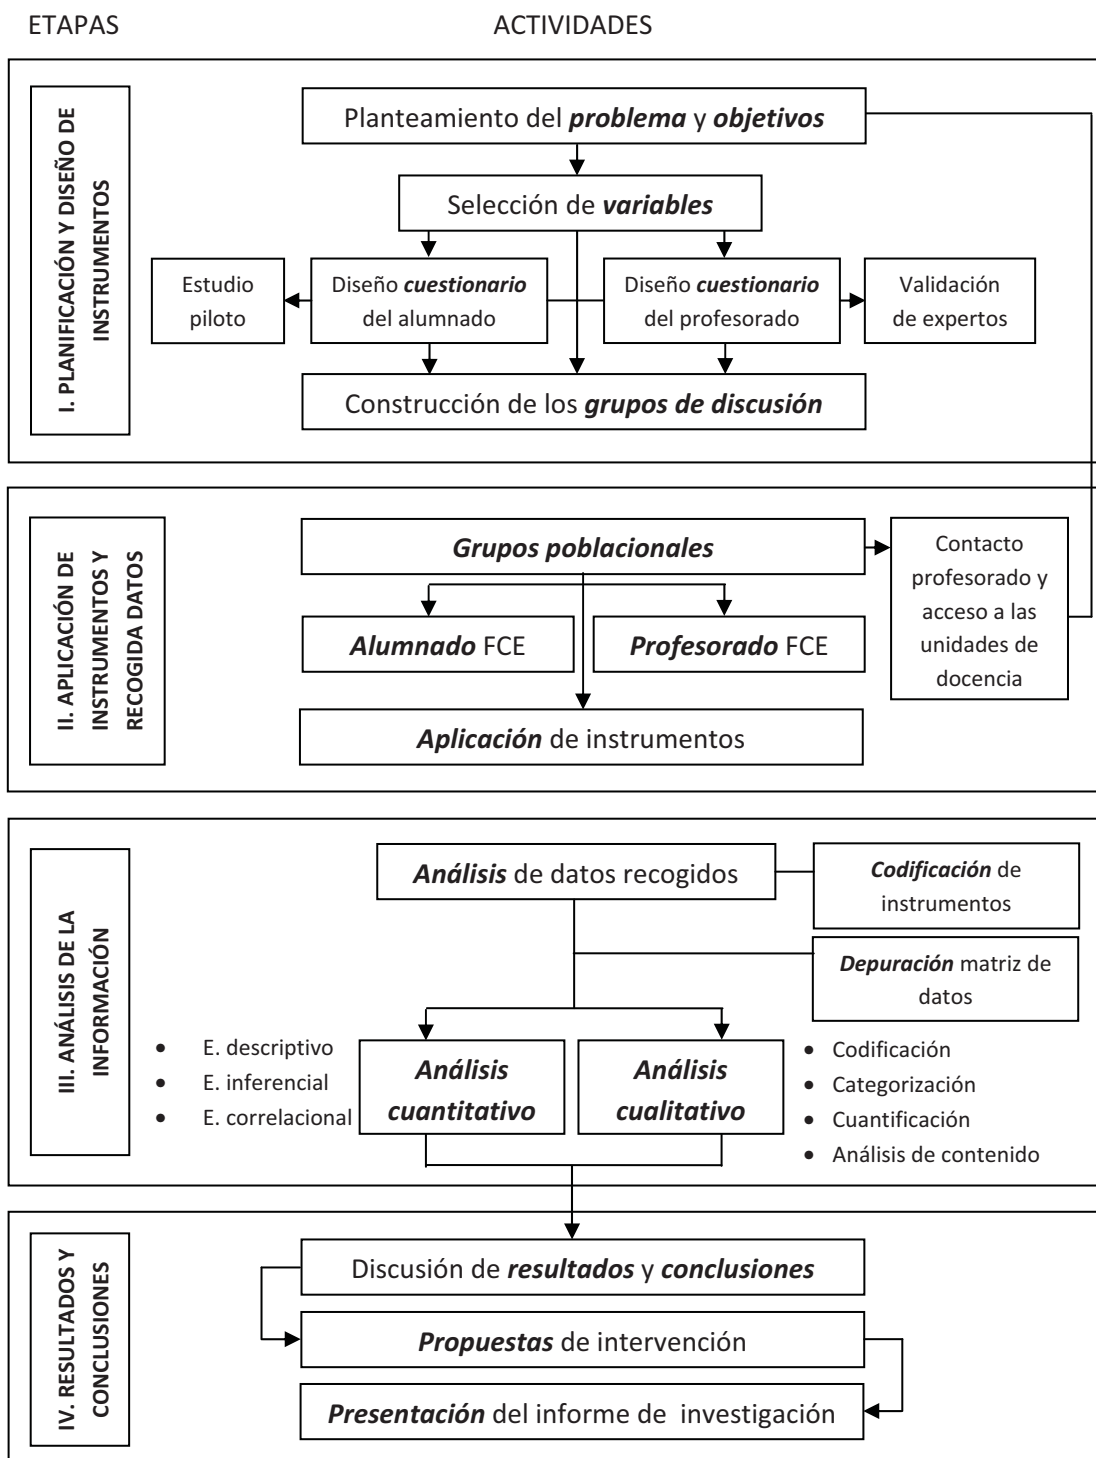 ETAPAS
ACTIVIDADES
I. PLANIFICACIÓN Y DISEÑO DE
INSTRUMENTOS
Planteamiento del problema y objetivos
Selección de variables
Estudio
piloto
Diseño cuestionario
del alumnado
Diseño cuestionario
del profesorado
Validación
de expertos
Construcción de los grupos de discusión
II. APLICACIÓN DE
INSTRUMENTOS Y
RECOGIDA DATOS
Grupos poblacionales
Contacto
profesorado y
acceso a las
unidades de
docencia
Alumnado FCE
Profesorado FCE
Aplicación de instrumentos
III. ANÁLISIS DE LA
INFORMACIÓN
Análisis de datos recogidos
Codificación de
instrumentos
Depuración matriz de
datos
• E. descriptivo
• E. inferencial
• E. correlacional
Análisis
cuantitativo
Análisis
cualitativo
• Codificación
• Categorización
• Cuantificación
• Análisis de contenido
IV. RESULTADOS Y
CONCLUSIONES
Discusión de resultados y conclusiones
Propuestas de intervención
Presentación del informe de investigación